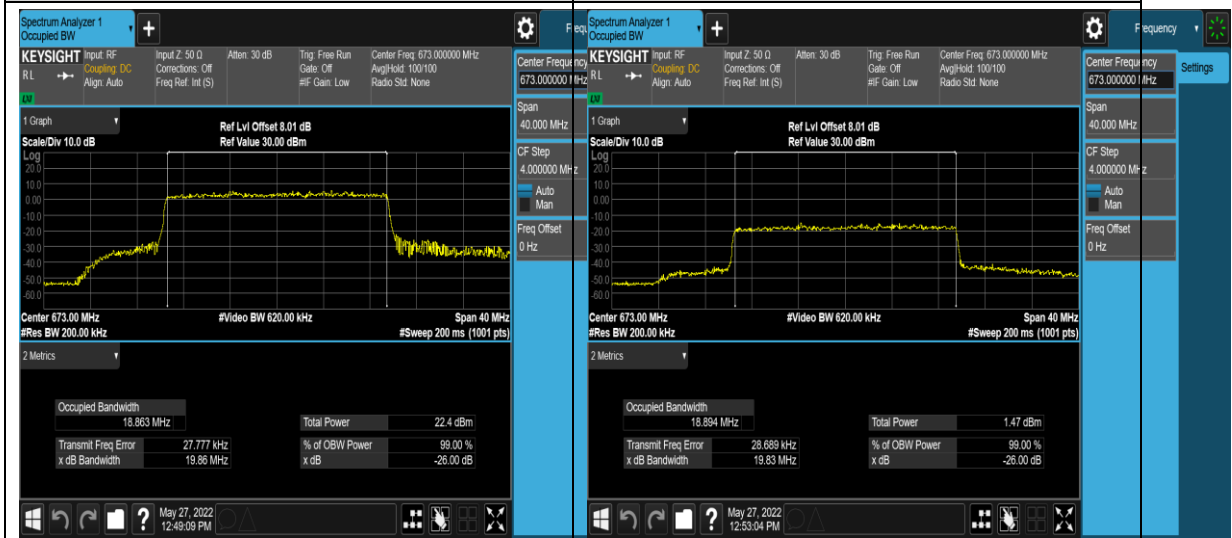 Spectrum Analyzer 1
Occupied BW
+
Frequ
KEYSIGHT
R L
Input: RF
Coupling: DC
Align: Auto
Input Z: 50 Ω
Corrections: Off
Freq Ref: Int (S)
Atten: 30 dB
Trig: Free Run
Gate: Off
#IF Gain: Low
Center Freq: 673.000000 MHz
Avg|Hold: 100/100
Radio Std: None
Center Frequency
673.000000 MHz
Span
40.000 MHz
CF Step
4.000000 MHz
Auto
Man
Freq Offset
0 Hz
1 Graph
Scale/Div 10.0 dB
Ref Lvl Offset 8.01 dB
Ref Value 30.00 dBm
Log
20.0
10.0
0.00
-10.0
-20.0
-30.0
-40.0
-50.0
-60.0
Center 673.00 MHz
#Res BW 200.00 kHz
#Video BW 620.00 kHz
Span 40 MHz
#Sweep 200 ms (1001 pts)
2 Metrics
Occupied Bandwidth
18.863 MHz
Transmit Freq Error 27.777 kHz
x dB Bandwidth 19.86 MHz
Total Power 22.4 dBm
% of OBW Power 99.00 %
x dB -26.00 dB
?
May 27, 2022
12:49:09 PM
Spectrum Analyzer 1
Occupied BW
+
Frequency
Settings
KEYSIGHT
R L
Input: RF
Coupling: DC
Align: Auto
Input Z: 50 Ω
Corrections: Off
Freq Ref: Int (S)
Atten: 30 dB
Trig: Free Run
Gate: Off
#IF Gain: Low
Center Freq: 673.000000 MHz
Avg|Hold: 100/100
Radio Std: None
Center Frequency
673.000000 MHz
Span
40.000 MHz
CF Step
4.000000 MHz
Auto
Man
Freq Offset
0 Hz
1 Graph
Scale/Div 10.0 dB
Ref Lvl Offset 8.01 dB
Ref Value 30.00 dBm
Log
20.0
10.0
0.00
-10.0
-20.0
-30.0
-40.0
-50.0
-60.0
Center 673.00 MHz
#Res BW 200.00 kHz
#Video BW 620.00 kHz
Span 40 MHz
#Sweep 200 ms (1001 pts)
2 Metrics
Occupied Bandwidth
18.894 MHz
Transmit Freq Error 28.689 kHz
x dB Bandwidth 19.83 MHz
Total Power 1.47 dBm
% of OBW Power 99.00 %
x dB -26.00 dB
?
May 27, 2022
12:53:04 PM